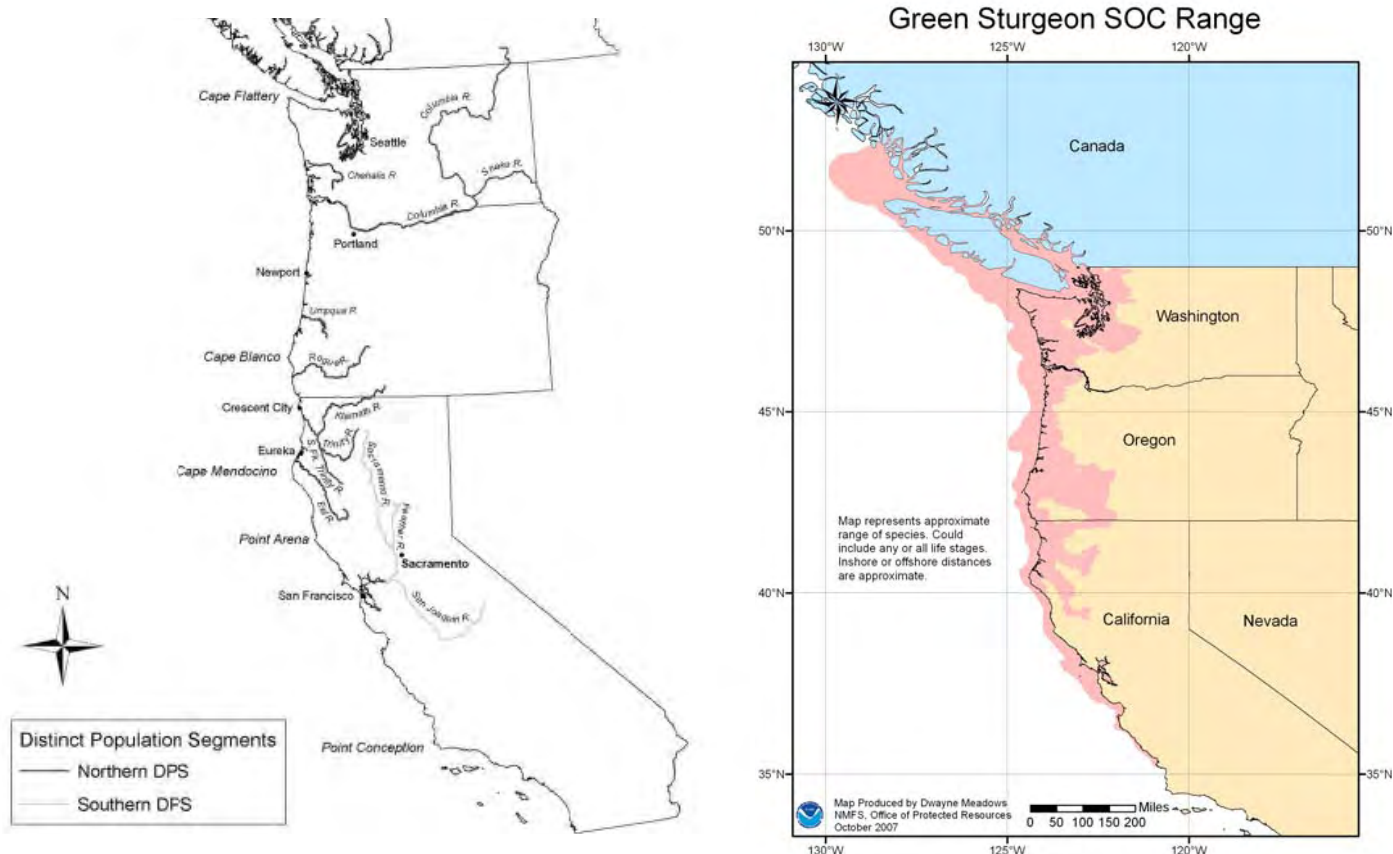 Cape Flattery
Seattle
Columbia R.
Chehalis R
Snake R.
Columbia R.
Portland
Newport
Umpqua R.
Cape Blanco
Rogue R.
Crescent City
Klamath R.
Trinity R.
Eureka
S. Fk. Trinity R.
Sacramento R.
Cape Mendocino
Eel R.
Feather R.
Point Arena
Sacramento
San Francisco
San Joaquin R.
N
Point Conception
Distinct Population Segments
Northern DPS
Southern DPS
Green Sturgeon SOC Range
130°W
125°W
120°W
Canada
50°N
50°N
Washington
45°N
45°N
Oregon
Map represents approximate
range of species. Could
include any or all life stages.
Inshore or offshore distances
are approximate.
40°N
40°N
California
Nevada
35°N
35°N
Map Produced by Dwayne Meadows
NMFS, Office of Protected Resources
October 2007
Miles
0 50 100 150 200
130°W
125°W
120°W